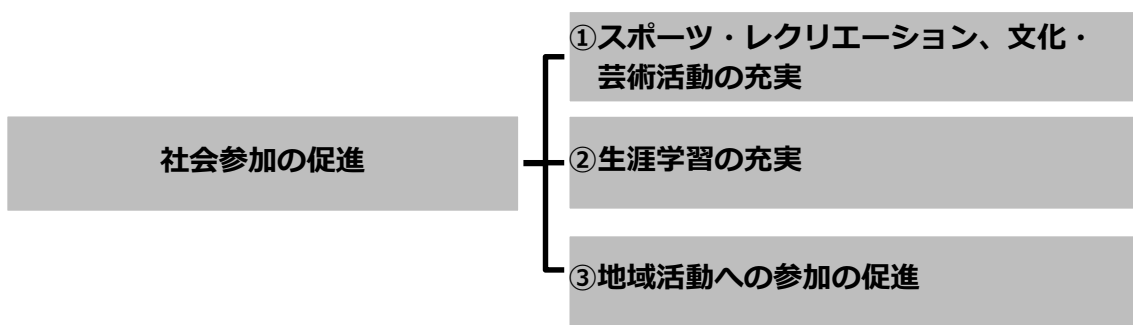 社会参加の促進
①スポーツ・レクリエーション、文化・
芸術活動の充実
②生涯学習の充実
③地域活動への参加の促進